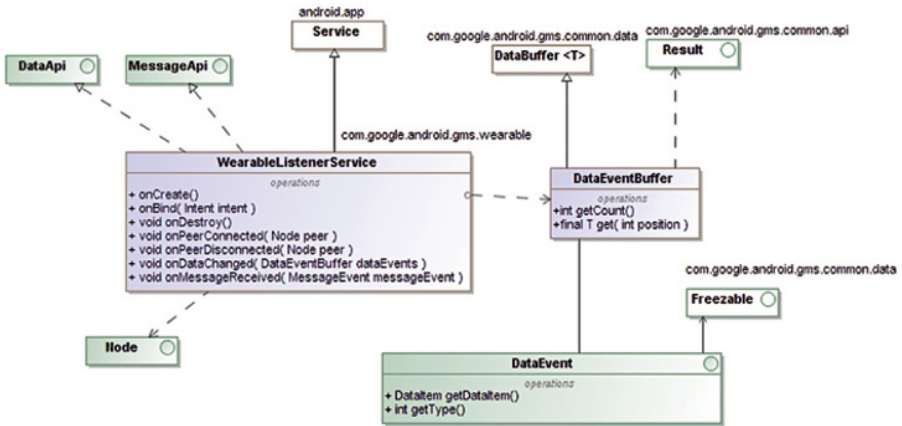 android.app
Service
com.google.android.gms.common.data
DataBuffer <T>
com.google.android.gms.common.api
Result
DataApi
MessageApi
com.google.android.gms.wearable
WearableListenerService
operations
+ onCreate()
+ onBind( Intent intent )
+ void onDestroy()
+ void onPeerConnected( Node peer )
+ void onPeerDisconnected( Node peer )
+ void onDataChanged( DataEventBuffer dataEvents )
+ void onMessageReceived( MessageEvent messageEvent )
DataEventBuffer
operations
+int getCount()
+final T get( int position )
com.google.android.gms.common.data
Freezable
Node
DataEvent
operations
+ DataItem getDataItem()
+ int getType()